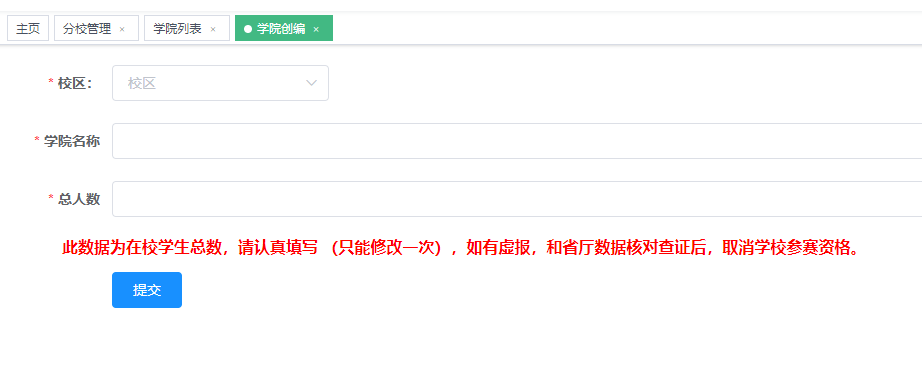 主页 分校管理 × 学院列表 × 学院创编 ×
* 校区： 校区
* 学院名称
* 总人数
此数据为在校学生总数，请认真填写 （只能修改一次），如有虚报，和省厅数据核对查证后，取消学校参赛资格。
提交